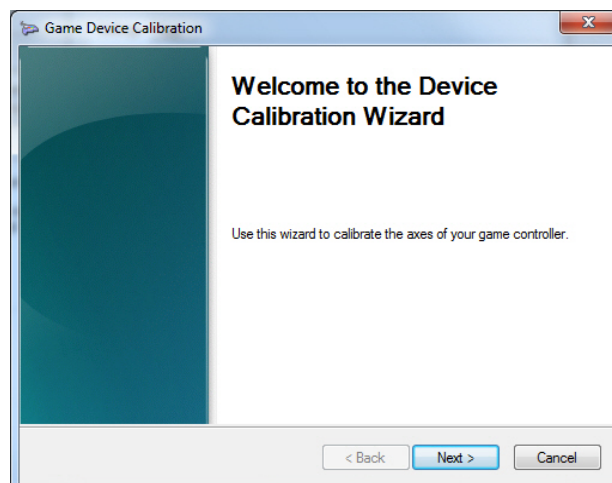 Game Device Calibration
Welcome to the Device
Calibration Wizard
Use this wizard to calibrate the axes of your game controller.
< Back Next > Cancel